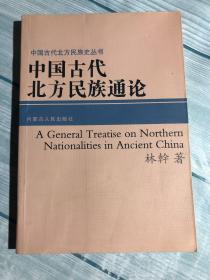 中国古代北方民族史丛书
中国古代
北方民族通论
内蒙古人民出版社
A General Treatise on Northern
Nationalities in Ancient China
林幹 著